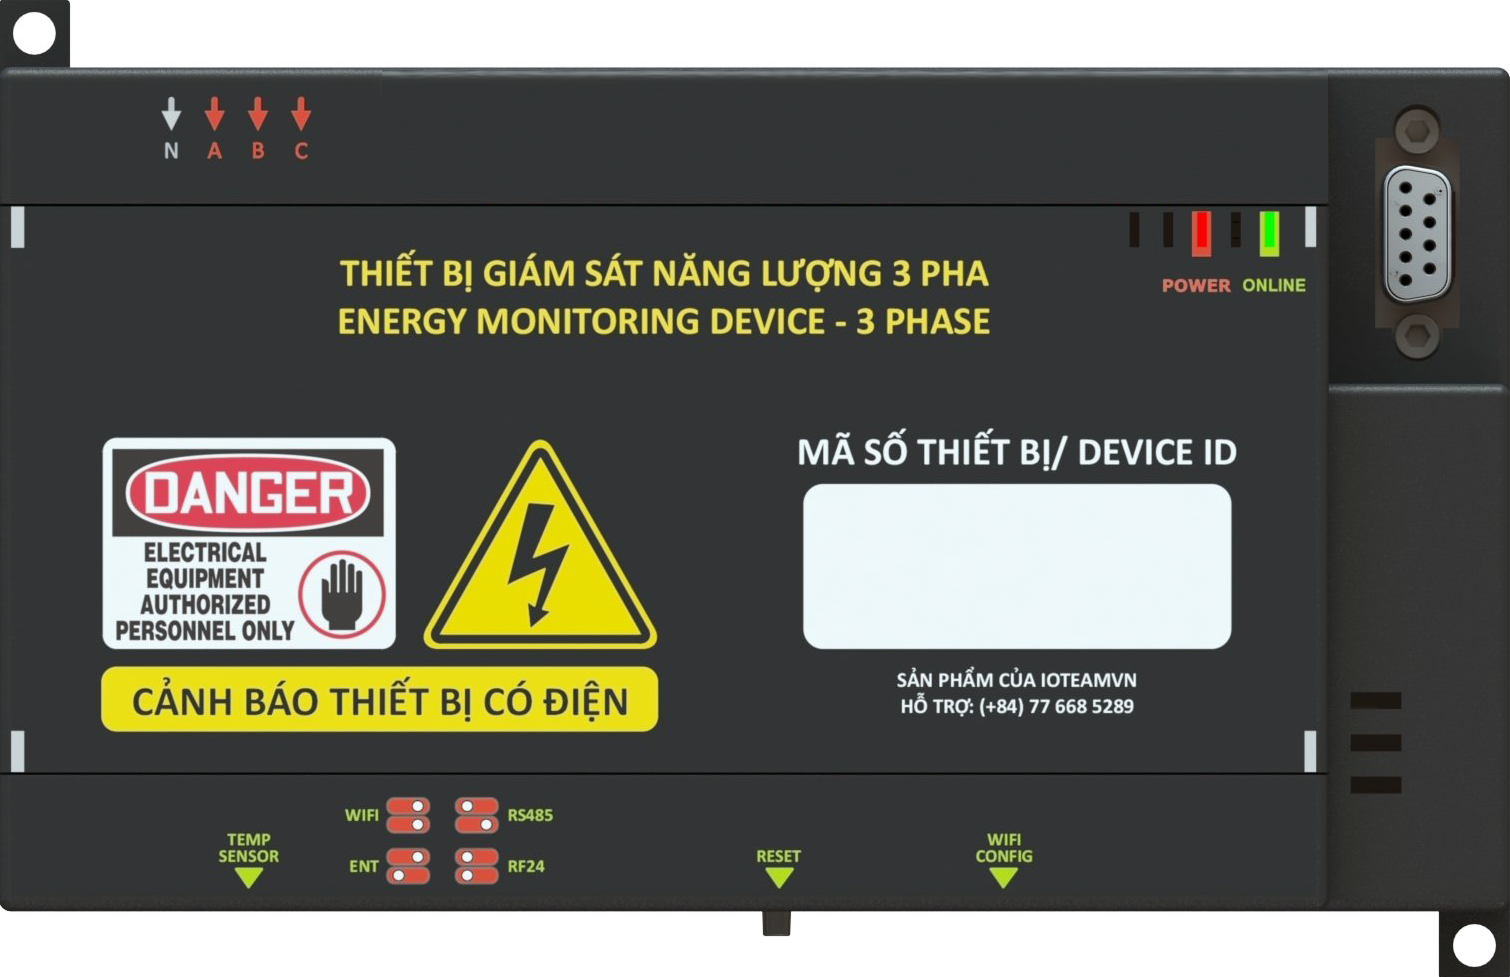 N A B C
POWER ONLINE
THIẾT BỊ GIÁM SÁT NĂNG LƯỢNG 3 PHA
ENERGY MONITORING DEVICE - 3 PHASE
MÃ SỐ THIẾT BỊ/ DEVICE ID
DANGER
ELECTRICAL
EQUIPMENT
AUTHORIZED
PERSONNEL ONLY
CẢNH BÁO THIẾT BỊ CÓ ĐIỆN
SẢN PHẨM CỦA IOTEAMVN
HỖ TRỢ: (+84) 77 668 5289
WIFI
RS485
TEMP
SENSOR
ENT
RF24
RESET
WIFI
CONFIG